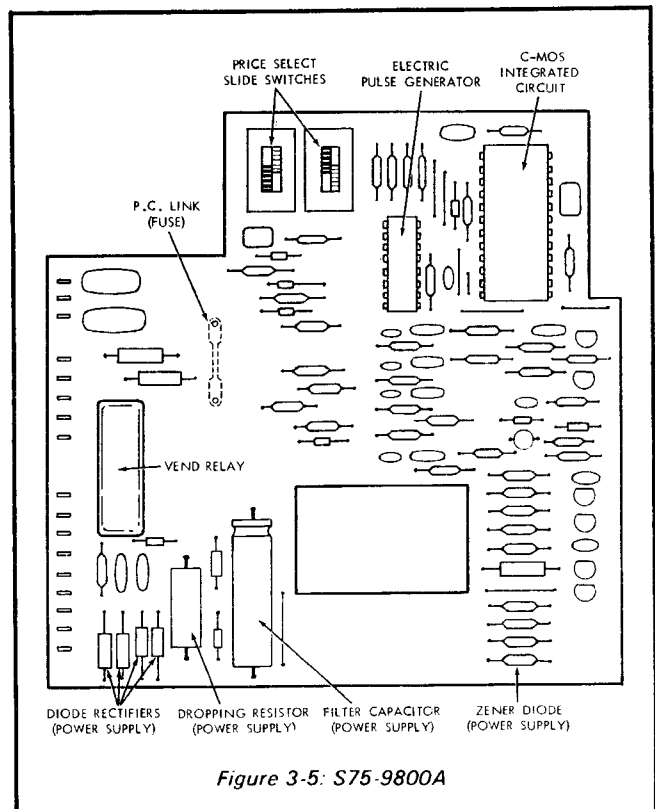 PRICE SELECT
SLIDE SWITCHES
ELECTRIC
PULSE GENERATOR
C-MOS
INTEGRATED
CIRCUIT
P.C. LINK
(FUSE)
VEND RELAY
DIODE RECTIFIERS
(POWER SUPPLY)
DROPPING RESISTOR
(POWER SUPPLY)
FILTER CAPACITOR
(POWER SUPPLY)
ZENER DIODE
(POWER SUPPLY)
Figure 3-5: S75-9800A